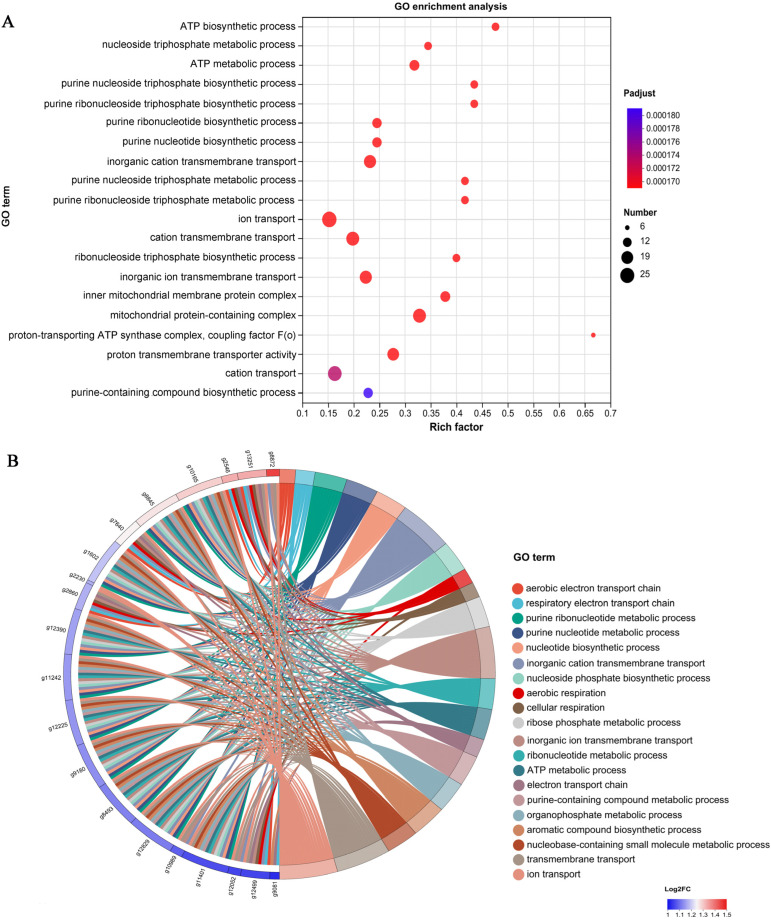 A
GO enrichment analysis
GO term
ATP biosynthetic process
nucleoside triphosphate metabolic process
ATP metabolic process
purine nucleoside triphosphate biosynthetic process
purine ribonucleoside triphosphate biosynthetic process
purine ribonucleotide biosynthetic process
purine nucleotide biosynthetic process
inorganic cation transmembrane transport
purine nucleoside triphosphate metabolic process
purine ribonucleoside triphosphate metabolic process
ion transport
cation transmembrane transport
ribonucleoside triphosphate biosynthetic process
inorganic ion transmembrane transport
inner mitochondrial membrane protein complex
mitochondrial protein-containing complex
proton-transporting ATP synthase complex, coupling factor F(o)
proton transmembrane transporter activity
cation transport
purine-containing compound biosynthetic process
0.1 0.15 0.2 0.25 0.3 0.35 0.4 0.45 0.5 0.55 0.6 0.65 0.7
Rich factor
Padjust
0.000180
0.000178
0.000176
0.000174
0.000172
0.000170
Number
6
12
19
25
B
g8872
g13251
g2546
g10165
g8845
g7640
g1602
g2230
g2860
g12390
g11242
g12225
g9180
g8493
g12829
g10989
g11401
g12052
g12499
g9081
GO term
aerobic electron transport chain
respiratory electron transport chain
purine ribonucleotide metabolic process
purine nucleotide metabolic process
nucleotide biosynthetic process
inorganic cation transmembrane transport
nucleoside phosphate biosynthetic process
aerobic respiration
cellular respiration
ribose phosphate metabolic process
inorganic ion transmembrane transport
ribonucleotide metabolic process
ATP metabolic process
electron transport chain
purine-containing compound metabolic process
organophosphate metabolic process
aromatic compound biosynthetic process
nucleobase-containing small molecule metabolic process
transmembrane transport
ion transport
Log2FC
1 1.1 1.2 1.3 1.4 1.5